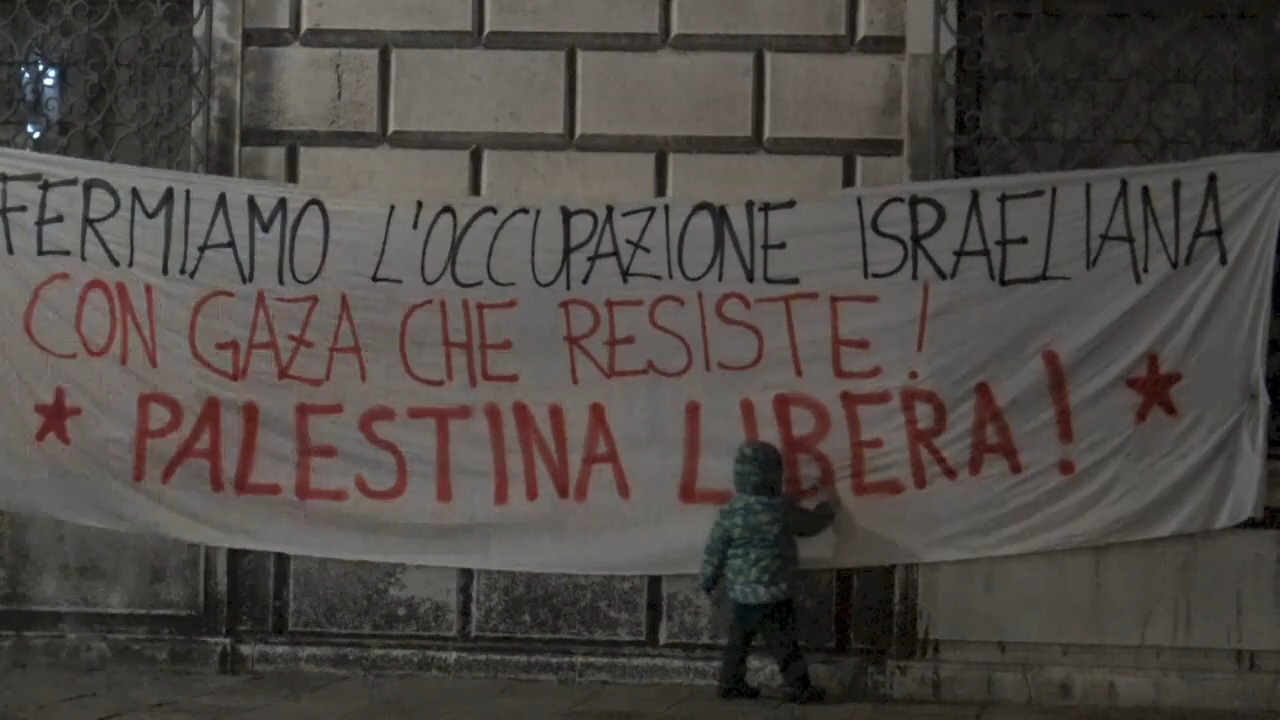 FERMIAMO L'OCCUPAZIONE ISRAELIANA
CON GAZA CHE RESISTE!
* PALESTINA LIBERA! *